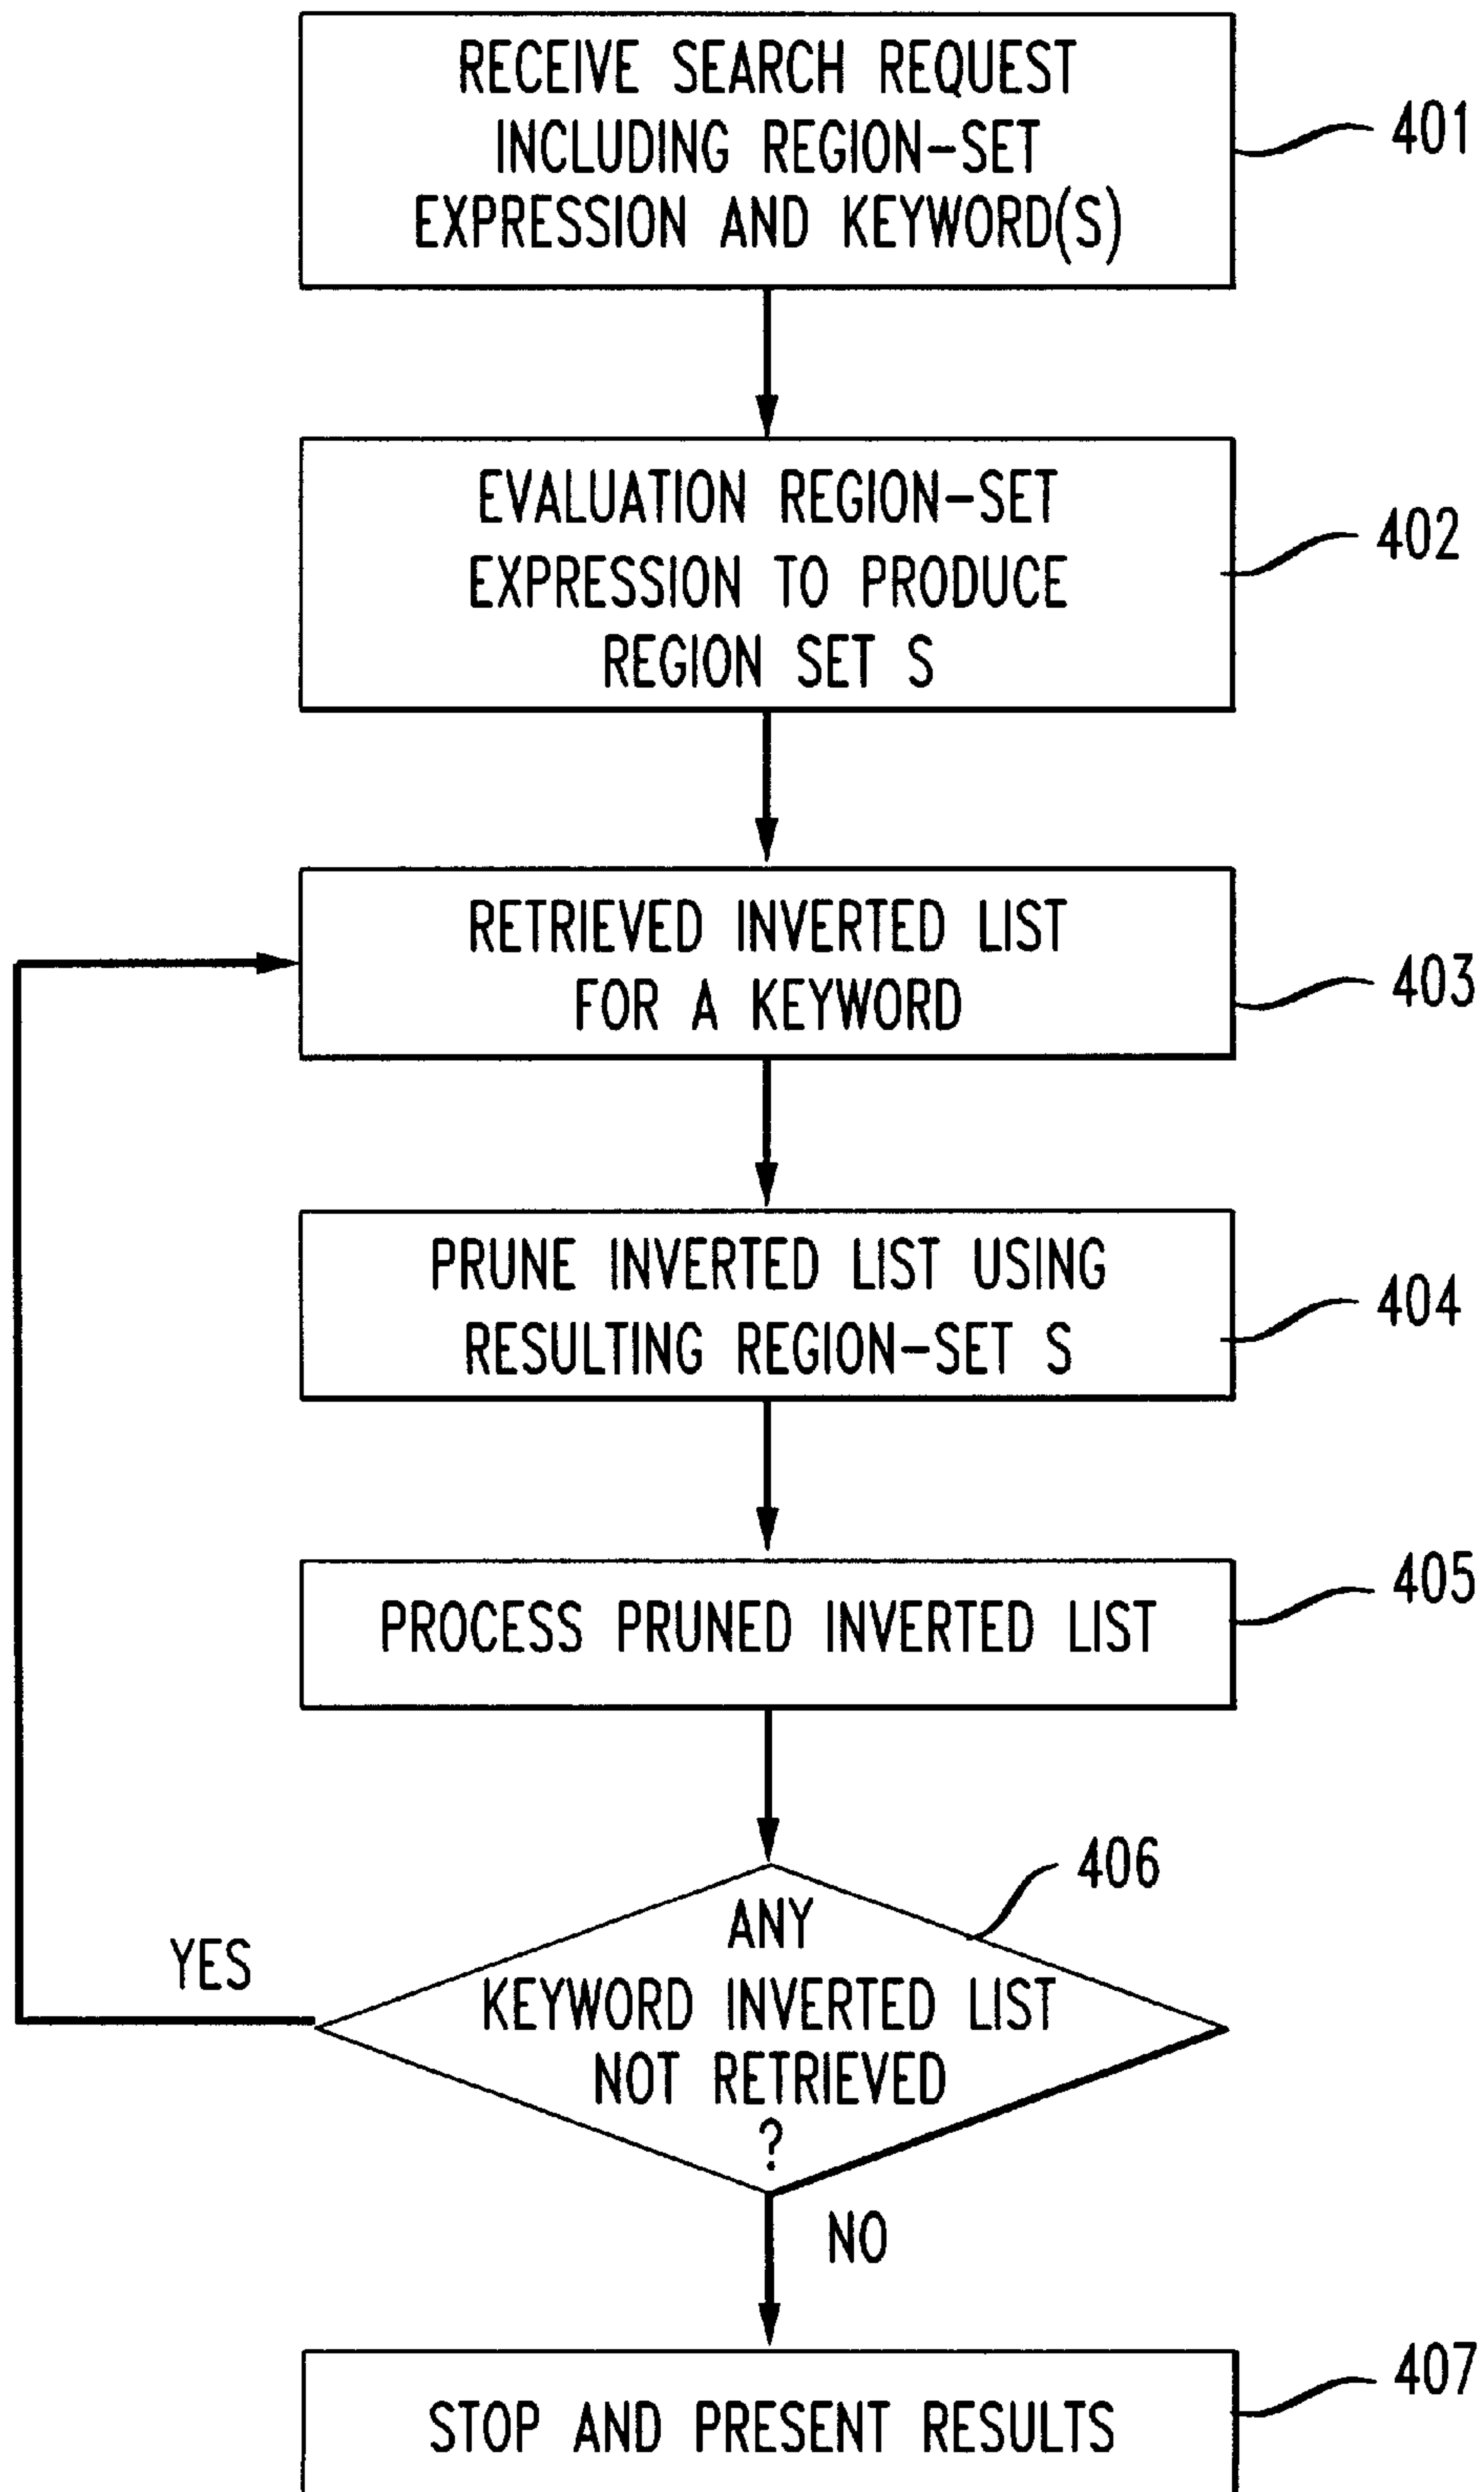 RECEIVE SEARCH REQUEST
INCLUDING REGION-SET
EXPRESSION AND KEYWORD(S)
401
EVALUATION REGION-SET
EXPRESSION TO PRODUCE
REGION SET S
402
RETRIEVED INVERTED LIST
FOR A KEYWORD
403
PRUNE INVERTED LIST USING
RESULTING REGION-SET S
404
PROCESS PRUNED INVERTED LIST
405
ANY
KEYWORD INVERTED LIST
NOT RETRIEVED
?
406
YES
NO
STOP AND PRESENT RESULTS
407